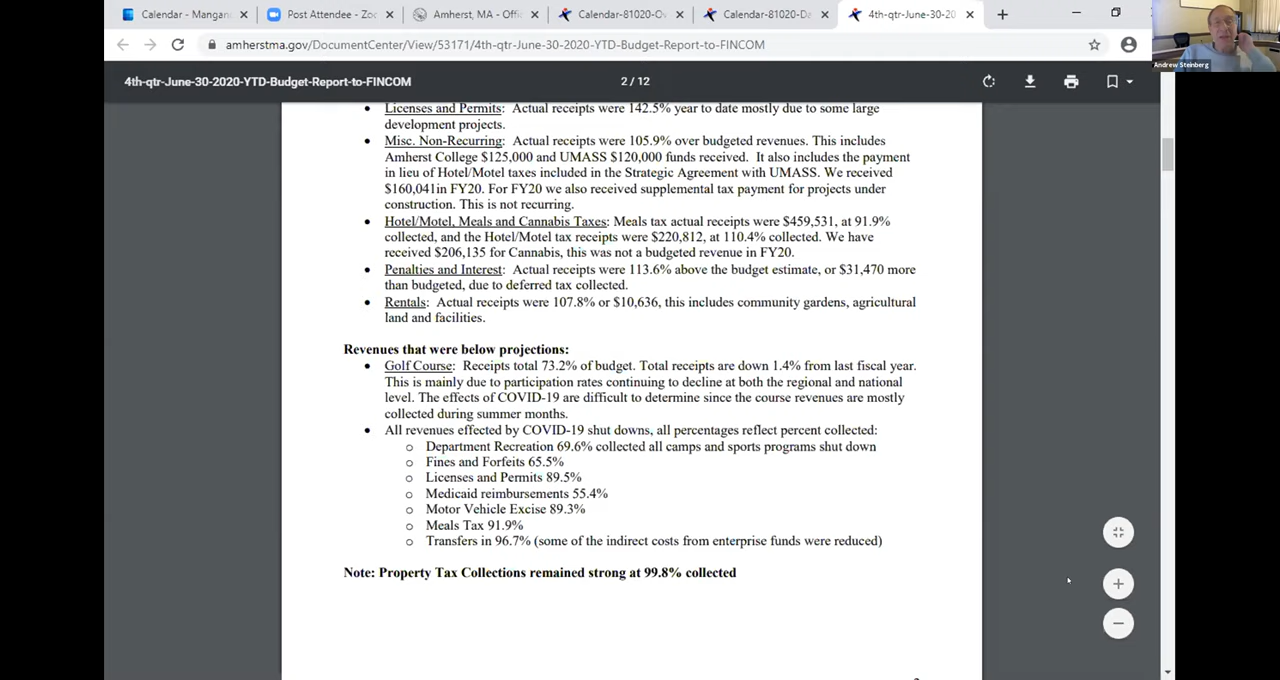 Calendar - Mangana
Post Attendee - Zoo
Amherst, MA - Offi
Calendar-81020-Ov
Calendar-81020-Da
4th-qtr-June-30-20
amherstma.gov/DocumentCenter/View/53171/4th-qtr-June-30-2020-YTD-Budget-Report-to-FINCOM
Andrew Steinberg
4th-qtr-June-30-2020-YTD-Budget-Report-to-FINCOM
2 / 12
• Licenses and Permits: Actual receipts were 142.5% year to date mostly due to some large
development projects.
• Misc. Non-Recurring: Actual receipts were 105.9% over budgeted revenues. This includes
Amherst College $125,000 and UMASS $120,000 funds received. It also includes the payment
in lieu of Hotel/Motel taxes included in the Strategic Agreement with UMASS. We received
$160,041in FY20. For FY20 we also received supplemental tax payment for projects under
construction. This is not recurring.
• Hotel/Motel, Meals and Cannabis Taxes: Meals tax actual receipts were $459,531, at 91.9%
collected, and the Hotel/Motel tax receipts were $220,812, at 110.4% collected. We have
received $206,135 for Cannabis, this was not a budgeted revenue in FY20.
• Penalties and Interest: Actual receipts were 113.6% above the budget estimate, or $31,470 more
than budgeted, due to deferred tax collected.
• Rentals: Actual receipts were 107.8% or $10,636, this includes community gardens, agricultural
land and facilities.
Revenues that were below projections:
• Golf Course: Receipts total 73.2% of budget. Total receipts are down 1.4% from last fiscal year.
This is mainly due to participation rates continuing to decline at both the regional and national
level. The effects of COVID-19 are difficult to determine since the course revenues are mostly
collected during summer months.
• All revenues effected by COVID-19 shut downs, all percentages reflect percent collected:
o Department Recreation 69.6% collected all camps and sports programs shut down
o Fines and Forfeits 65.5%
o Licenses and Permits 89.5%
o Medicaid reimbursements 55.4%
o Motor Vehicle Excise 89.3%
o Meals Tax 91.9%
o Transfers in 96.7% (some of the indirect costs from enterprise funds were reduced)
Note: Property Tax Collections remained strong at 99.8% collected